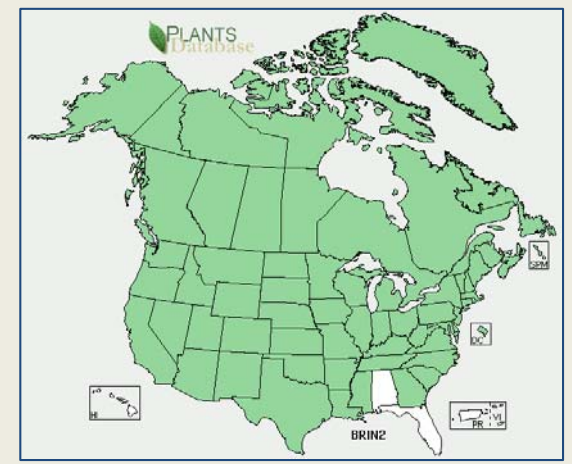 PLANTS
Database
SPM
DC
HI
PR
VI
BRIN2